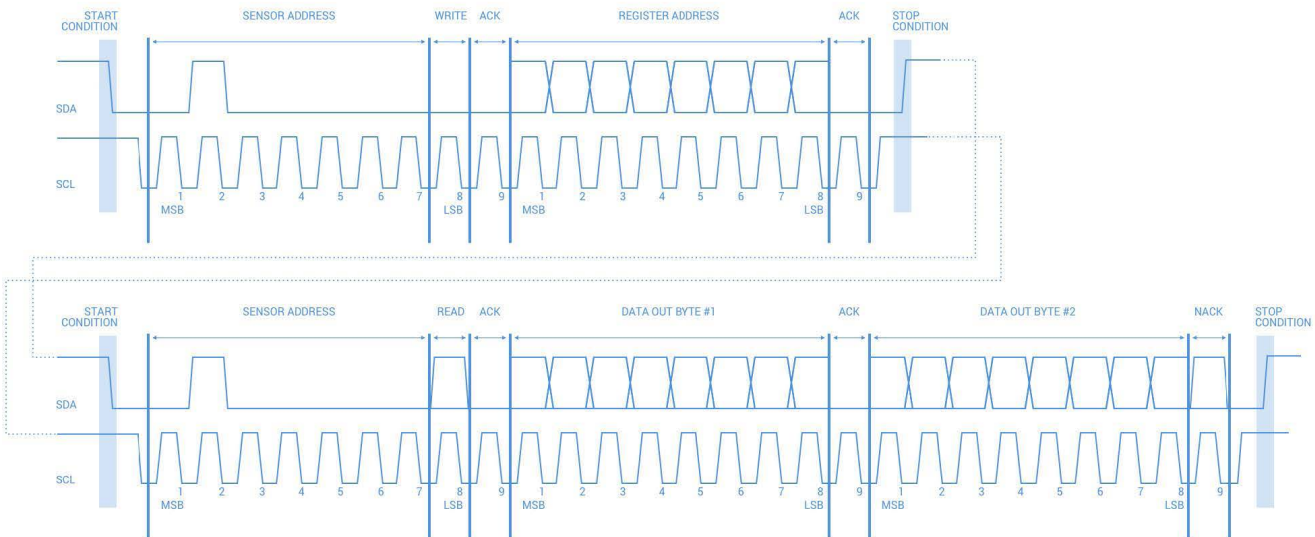 START SENSOR ADDRESS WRITE ACK REGISTER ADDRESS ACK STOP
CONDITION CONDITION
SDA
SCL
1 2 3 4 5 6 7 8 9 1 2 3 4 5 6 7 8 9
MSB LSB MSB LSB
START SENSOR ADDRESS READ ACK DATA OUT BYTE #1 ACK DATA OUT BYTE #2 NACK STOP
CONDITION CONDITION
SDA
SCL
1 2 3 4 5 6 7 8 9 1 2 3 4 5 6 7 8 9 1 2 3 4 5 6 7 8 9
MSB LSB MSB LSB MSB LSB